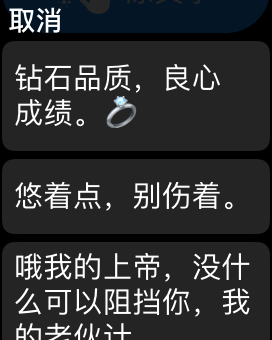 取消
钻石品质，良心
成绩。💍
悠着点，别伤着。
哦我的上帝，没什
么可以阻挡你，我
的老伙计